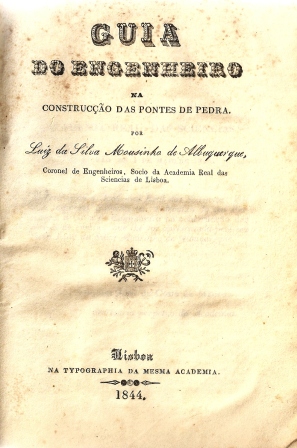 GUIA
DO ENGENHEIRO
NA
CONSTRUCÇÃO DAS PONTES DE PEDRA.
POR
Luiz da Silva Mousinho de Albuquerque,
Coronel de Engenheiros, Socio da Academia Real das
Sciencias de Lisboa.
Lisboa
NA TYPOGRAPHIA DA MESMA ACADEMIA.
1844.